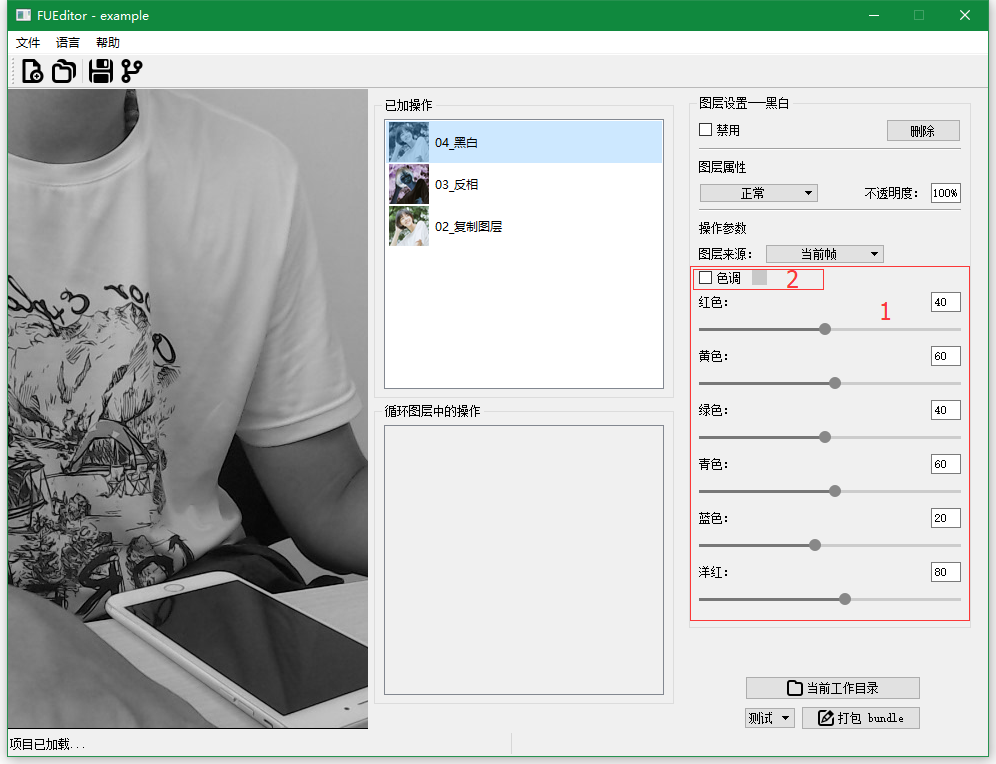 FUEditor - example
文件 语言 帮助
已加操作
04_黑白
03_反相
02_复制图层
循环图层中的操作
图层设置——黑白
禁用 删除
图层属性
正常 不透明度： 100%
操作参数
图层来源： 当前帧
色调 2
1
红色： 40
黄色： 60
绿色： 40
青色： 60
蓝色： 20
洋红： 80
当前工作目录
测试 打包 bundle
项目已加载...